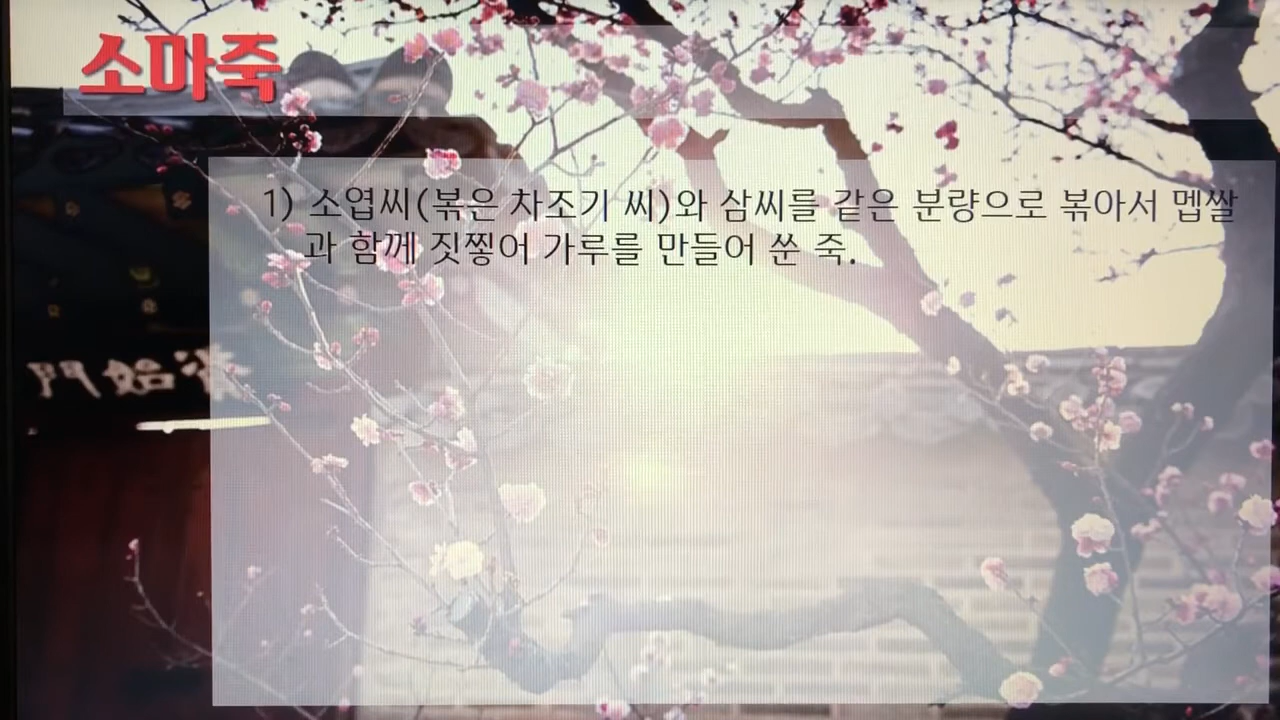 소마죽
1) 소엽씨(볶은 차조기 씨)와 삼씨를 같은 분량으로 볶아서 멥쌀
과 함께 짓찧어 가루를 만들어 쑨 죽.
門始